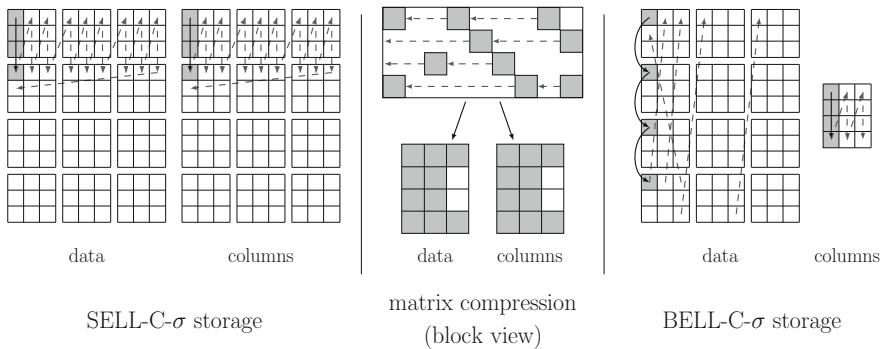 data
columns
SELL-C-σ storage
data
columns
matrix compression
(block view)
data
columns
BELL-C-σ storage